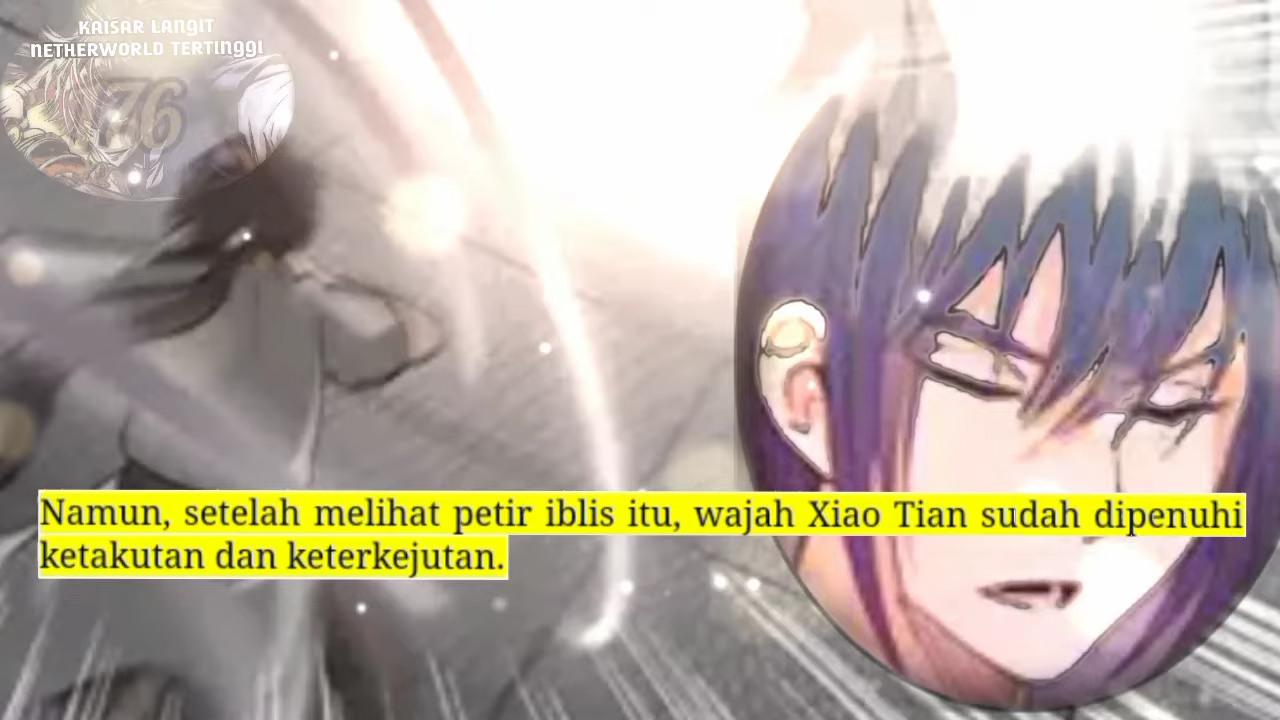 KAISAR LANGIT
NETHERWORLD TERTINGGI
76
Namun, setelah melihat petir iblis itu, wajah Xiao Tian sudah dipenuhi
ketakutan dan keterkejutan.